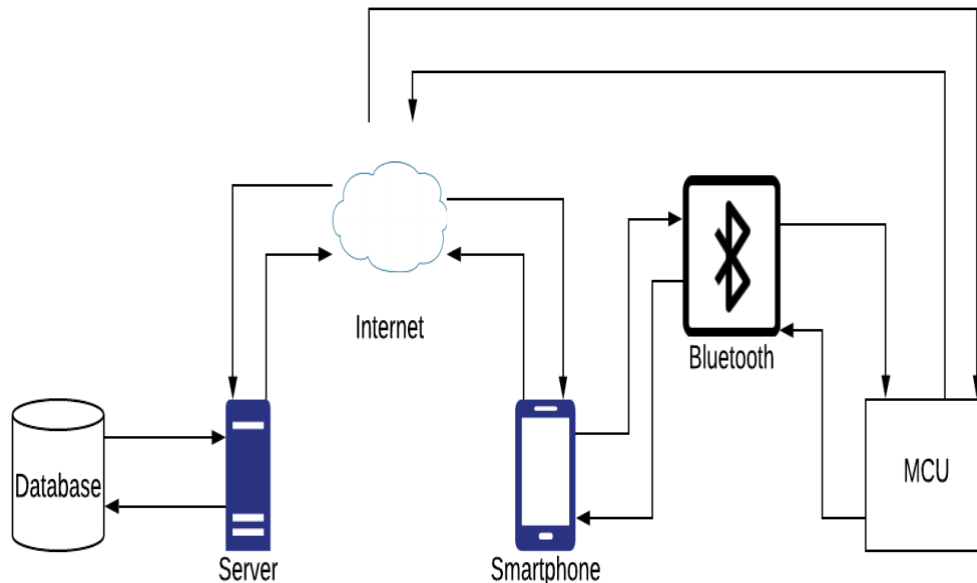 Internet
Bluetooth
Database
MCU
Server
Smartphone